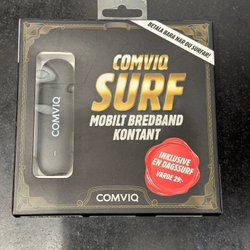 BETALA BARA NÄR DU SURFAR!
COMVIQ
SURF
MOBILT BREDBAND
KONTANT
INKLUSIVE
EN DAGSSURF
VÄRDE 29:-
COMVIQ
COMVIQ